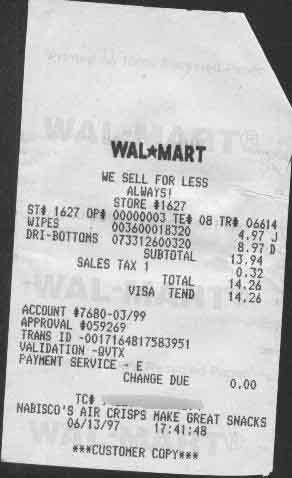 WAL★MART
WE SELL FOR LESS
ALWAYS!
STORE #1627
ST# 1627 OP# 00000003 TE# 08 TR# 06614
WIPES 003600018320 4.97 J
DRI-BOTTOMS 073312600320 8.97 D
SUBTOTAL 13.94
SALES TAX 1 0.32
TOTAL 14.26
VISA TEND 14.26
ACCOUNT #7680-03/99
APPROVAL #059269
TRANS ID -0017164817583951
VALIDATION -QVTX
PAYMENT SERVICE - E
CHANGE DUE 0.00
TC#
NABISCO'S AIR CRISPS MAKE GREAT SNACKS
06/13/97 17:41:48
***CUSTOMER COPY***